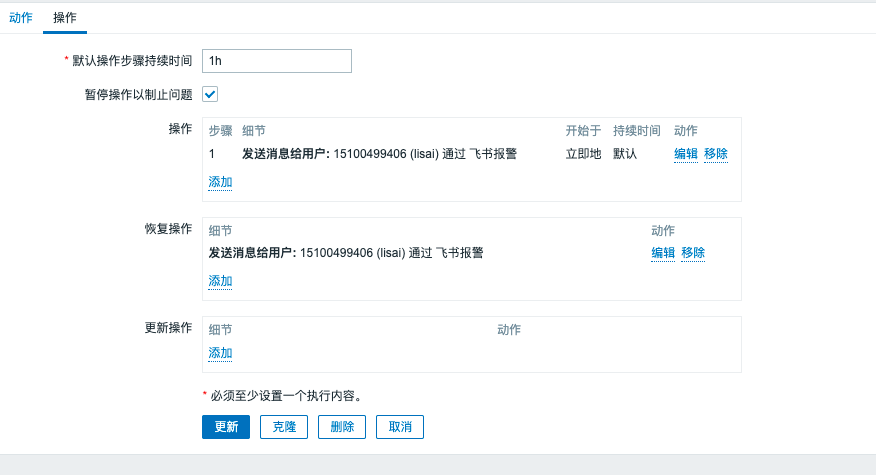 动作 操作
* 默认操作步骤持续时间 1h
暂停操作以制止问题
操作 步骤 细节 开始于 持续时间 动作
1 发送消息给用户: 15100499406 (lisai) 通过 飞书报警 立即地 默认 编辑 移除
添加
恢复操作 细节 动作
发送消息给用户: 15100499406 (lisai) 通过 飞书报警 编辑 移除
添加
更新操作 细节 动作
添加
* 必须至少设置一个执行内容。
更新 克隆 删除 取消